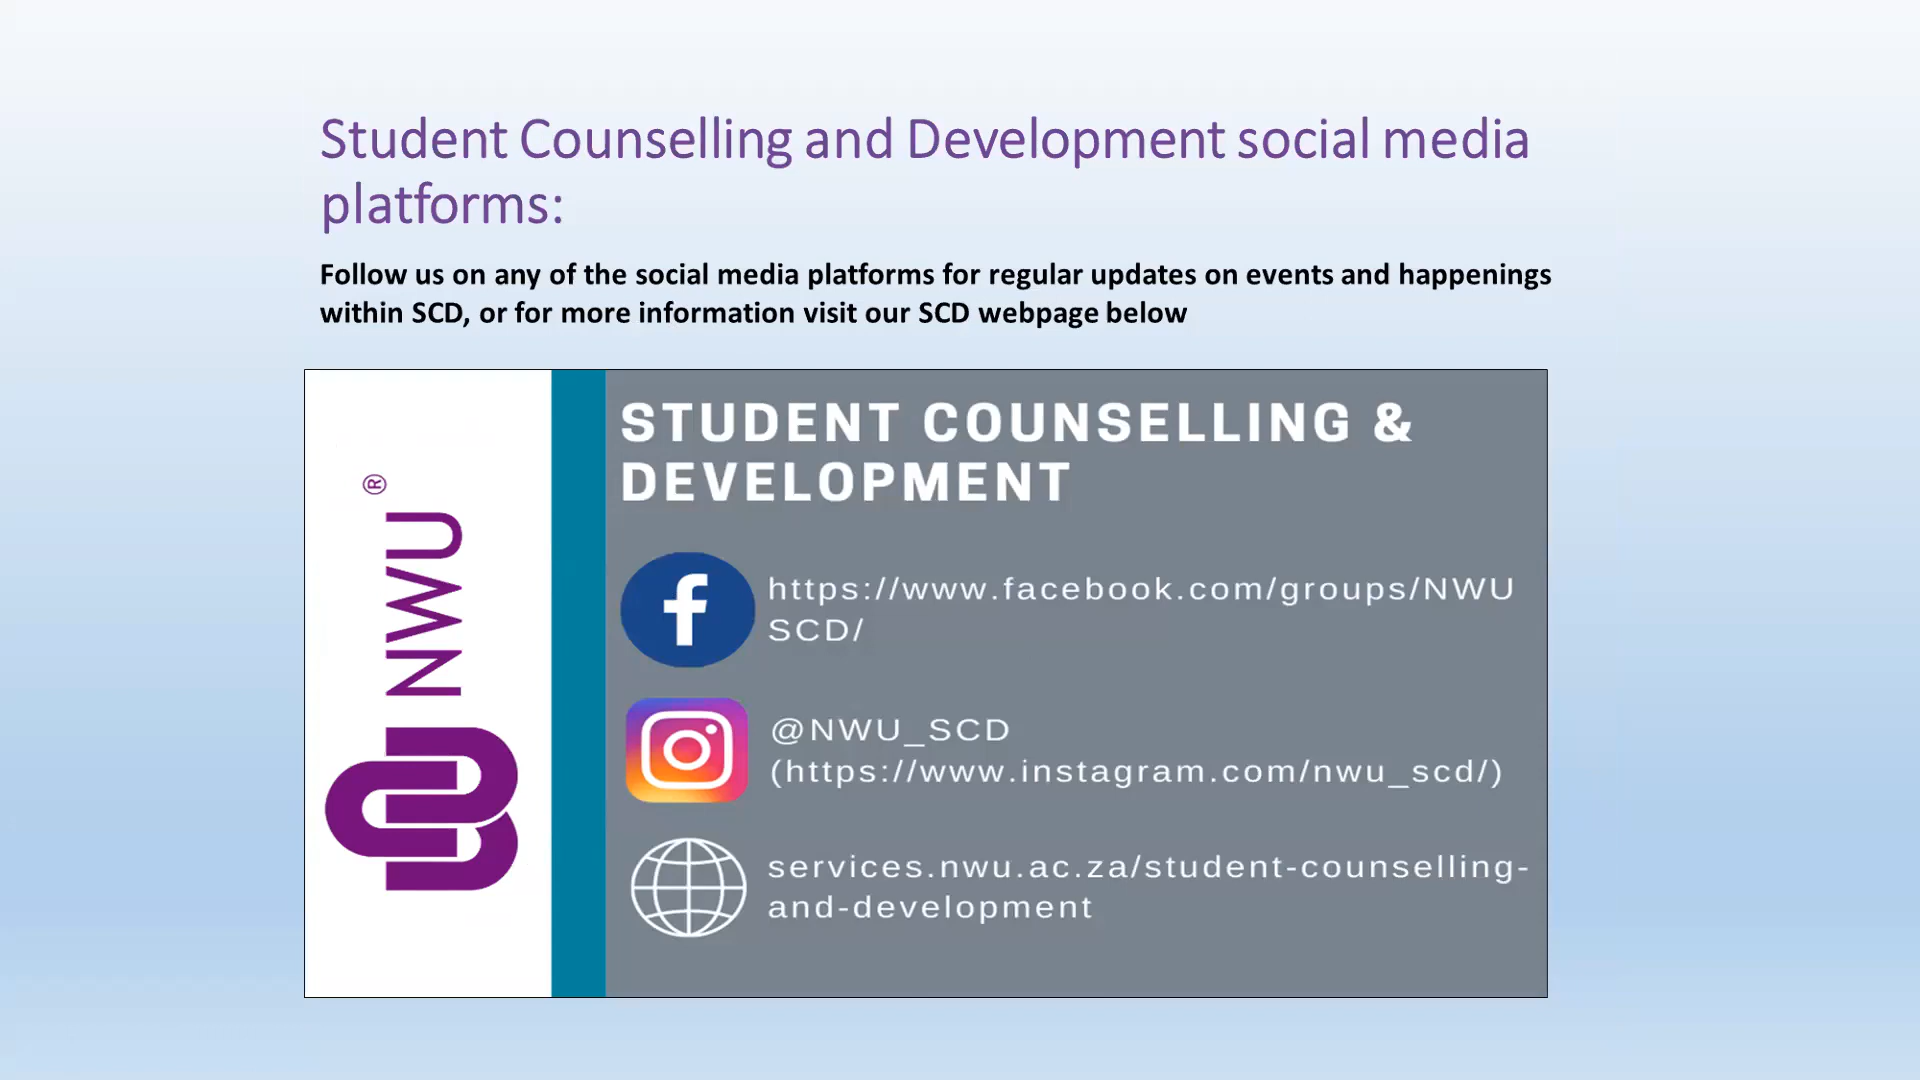 Student Counselling and Development social media
platforms:
Follow us on any of the social media platforms for regular updates on events and happenings
within SCD, or for more information visit our SCD webpage below
NWU®
STUDENT COUNSELLING &
DEVELOPMENT
https://www.facebook.com/groups/NWU
SCD/
@NWU_SCD
(https://www.instagram.com/nwu_scd/)
services.nwu.ac.za/student-counselling-
and-development